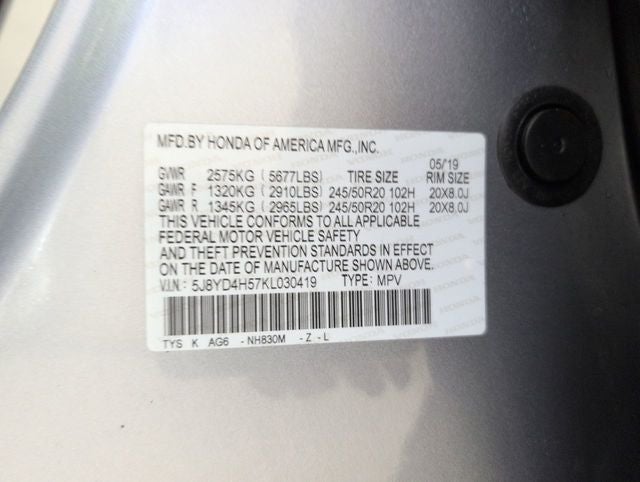 MFD.BY HONDA OF AMERICA MFG.,INC.
05/'19
GVWR 2575KG ( 5677LBS) TIRE SIZE RIM SIZE
GAWR F 1320KG ( 2910LBS) 245/50R20 102H 20X8.0J
GAWR R 1345KG ( 2965LBS) 245/50R20 102H 20X8.0J
THIS VEHICLE CONFORMS TO ALL APPLICABLE
FEDERAL MOTOR VEHICLE SAFETY
AND THEFT PREVENTION STANDARDS IN EFFECT
ON THE DATE OF MANUFACTURE SHOWN ABOVE.
V.I.N.: 5J8YD4H57KL030419 TYPE: MPV
TYS K AG6 - NH830M - Z - L